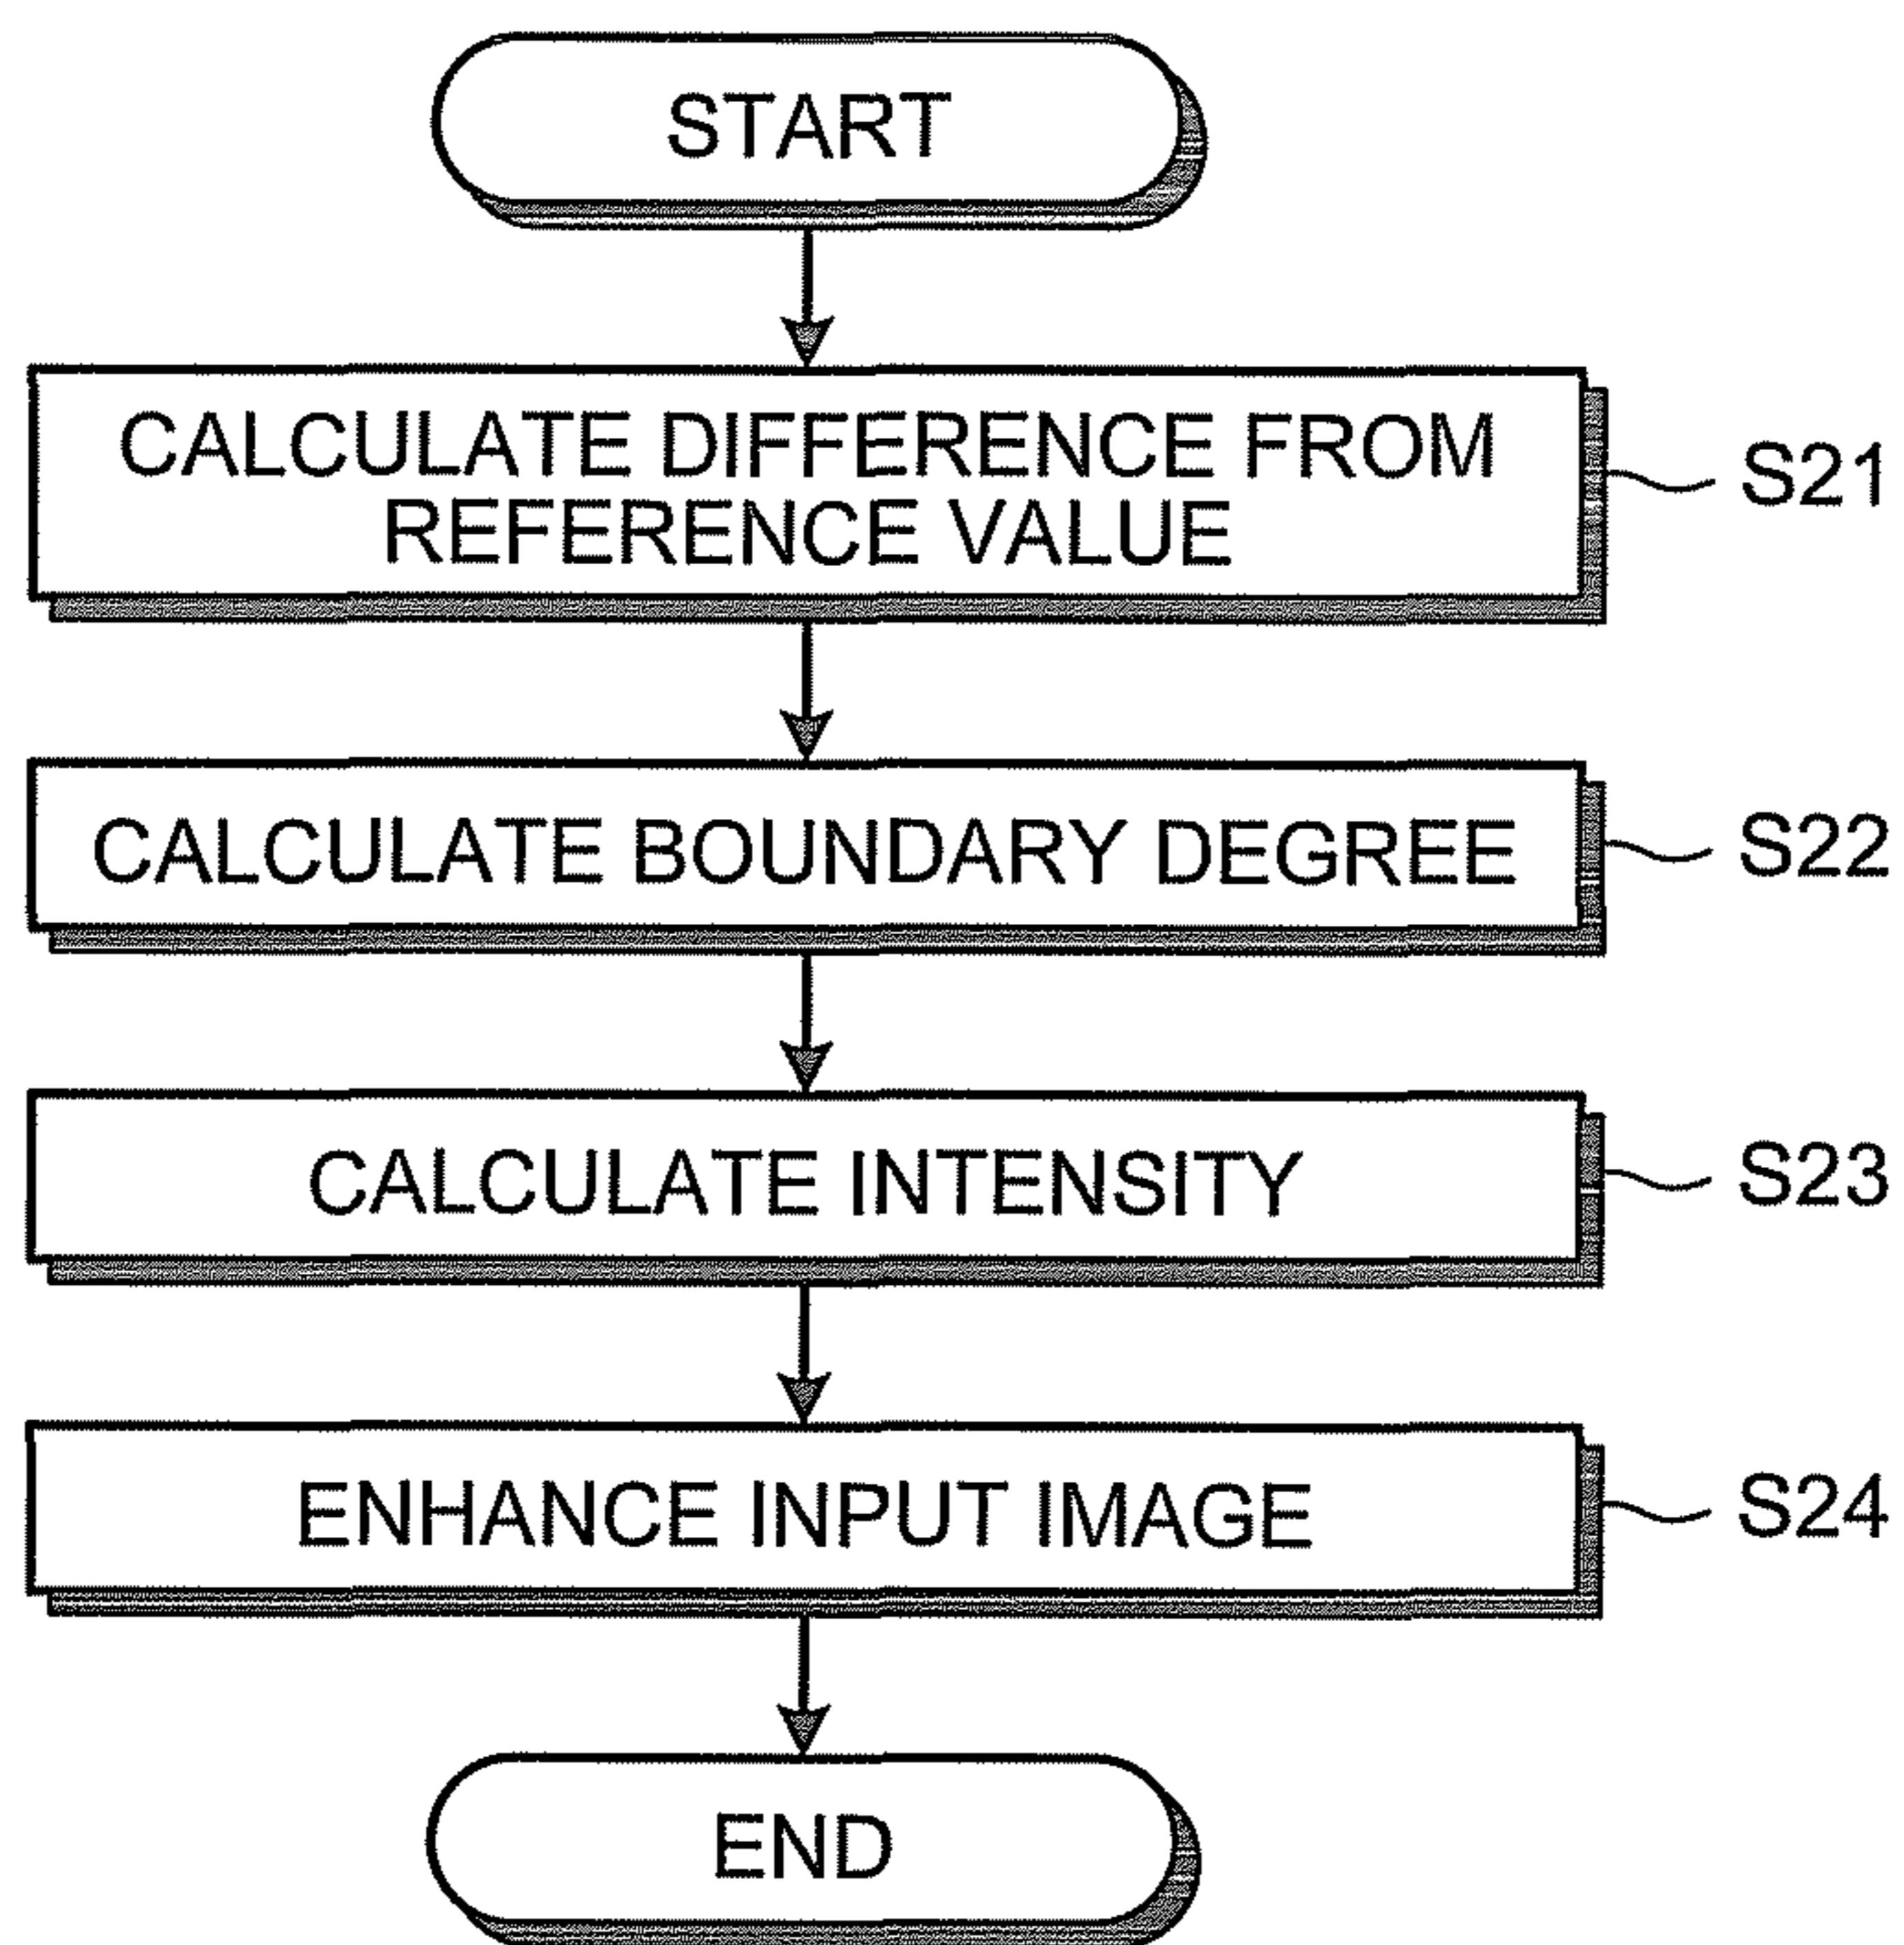 START
CALCULATE DIFFERENCE FROM
REFERENCE VALUE
S21
CALCULATE BOUNDARY DEGREE
S22
CALCULATE INTENSITY
S23
ENHANCE INPUT IMAGE
S24
END